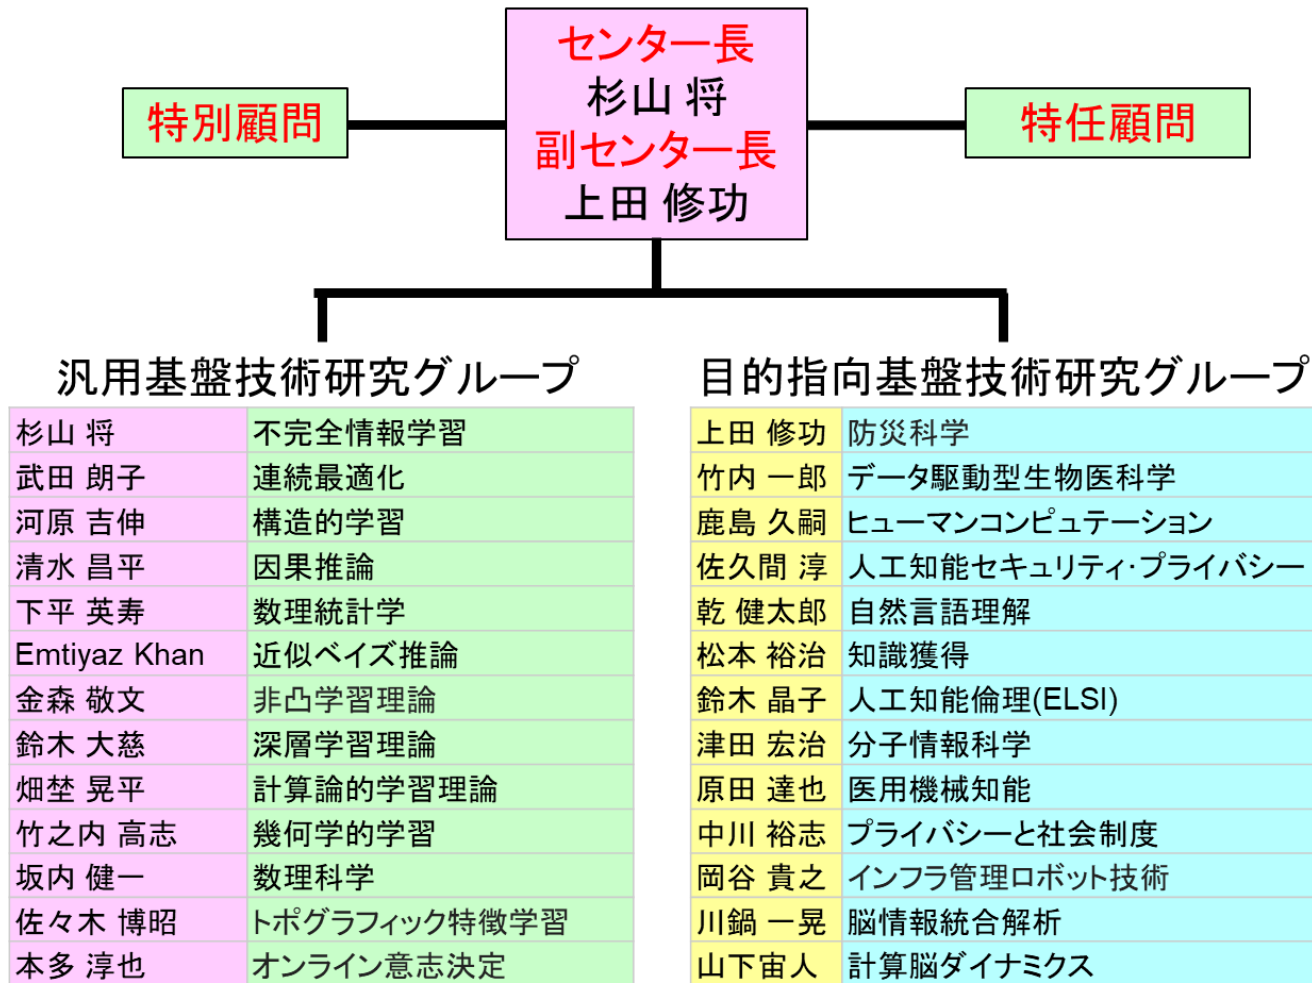 センター長
杉山 将
副センター長
上田 修功
特別顧問
特任顧問
汎用基盤技術研究グループ
杉山 将 不完全情報学習
武田 朗子 連続最適化
河原 吉伸 構造的学習
清水 昌平 因果推論
下平 英寿 数理統計学
Emtiyaz Khan 近似ベイズ推論
金森 敬文 非凸学習理論
鈴木 大慈 深層学習理論
畑埜 晃平 計算論的学習理論
竹之内 高志 幾何学的学習
坂内 健一 数理科学
佐々木 博昭 トポグラフィック特徴学習
本多 淳也 オンライン意志決定
目的指向基盤技術研究グループ
上田 修功 防災科学
竹内 一郎 データ駆動型生物医科学
鹿島 久嗣 ヒューマンコンピュテーション
佐久間 淳 人工知能セキュリティ・プライバシー
乾 健太郎 自然言語理解
松本 裕治 知識獲得
鈴木 晶子 人工知能倫理(ELSI)
津田 宏治 分子情報科学
原田 達也 医用機械知能
中川 裕志 プライバシーと社会制度
岡谷 貴之 インフラ管理ロボット技術
川鍋 一晃 脳情報統合解析
山下宙人 計算脳ダイナミクス